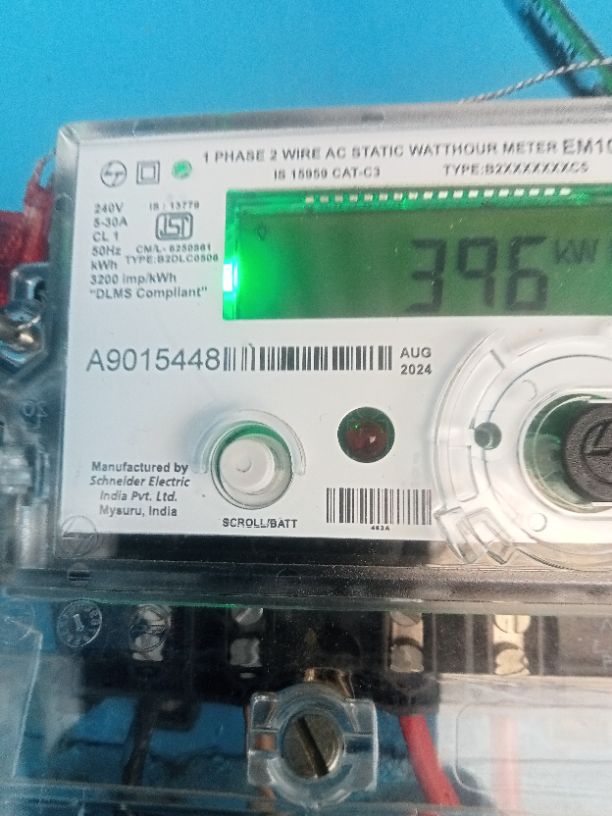 1 PHASE 2 WIRE AC STATIC WATTHOUR METER EM10
IS 15959 CAT-C3 TYPE:B2XXXXXXXC5
240V
5-30A
CL 1
50Hz
kWh
3200 imp/kWh
"DLMS Compliant"
IS : 13779
ISI
CM/L- 6250861
TYPE: B2DLC0506
396 kW
A9015448
AUG
2024
Manufactured by
Schneider Electric
India Pvt. Ltd.
Mysuru, India
SCROLL/BATT